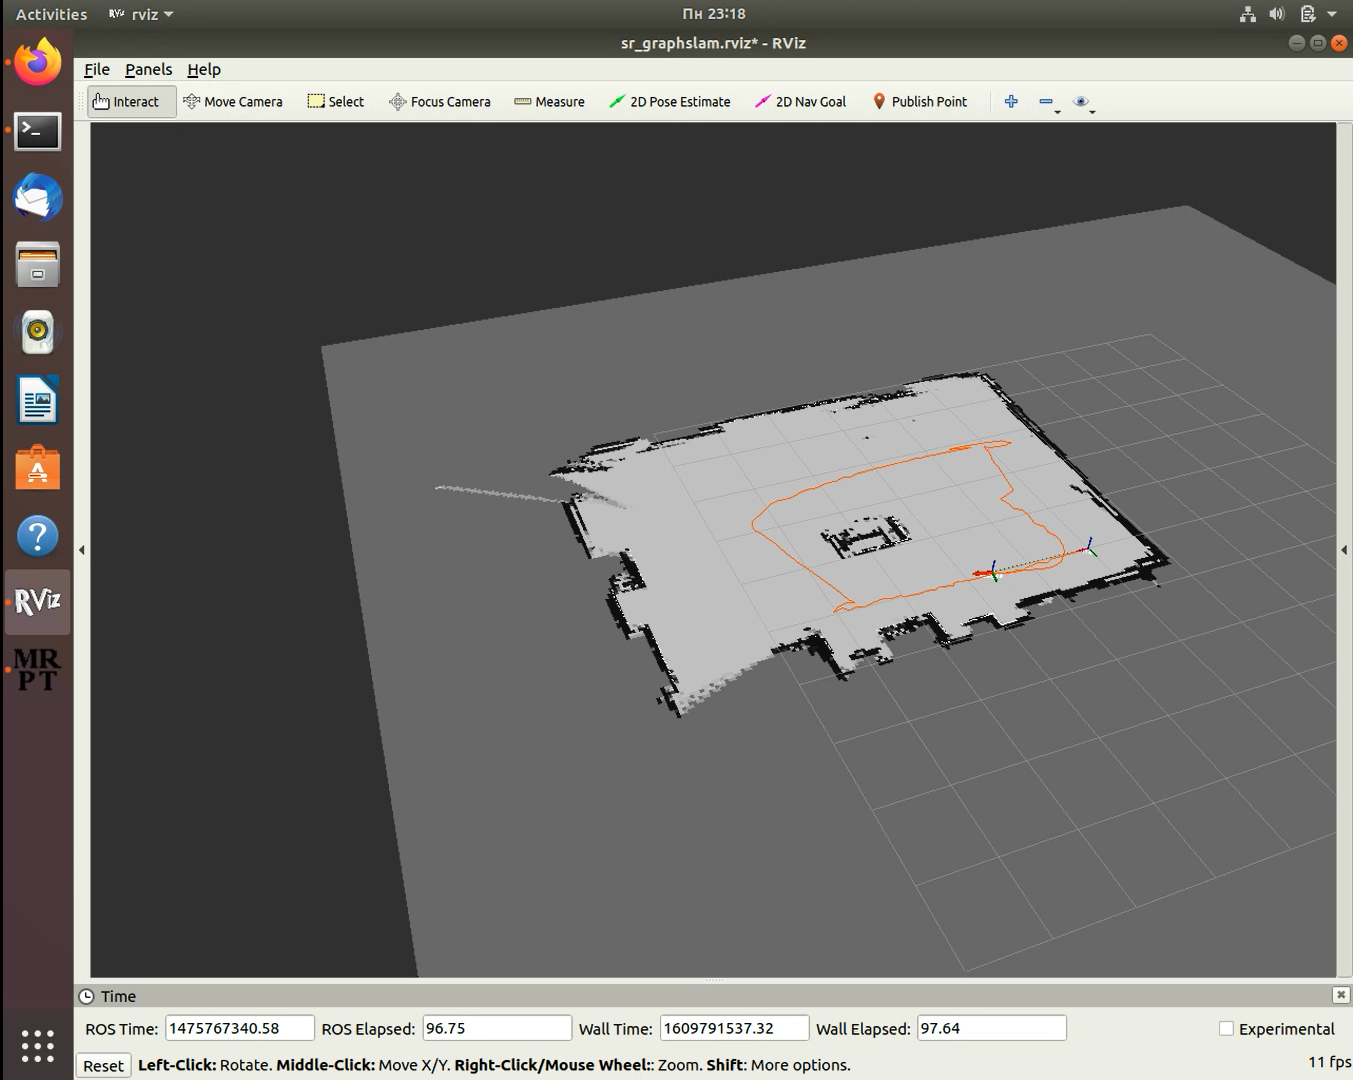 Activities RViz rviz Пн 23:18
sr_graphslam.rviz* - RViz
File Panels Help
Interact Move Camera Select Focus Camera Measure 2D Pose Estimate 2D Nav Goal Publish Point
RViz
MR
PT
Time
ROS Time: 1475767340.58 ROS Elapsed: 96.75 Wall Time: 1609791537.32 Wall Elapsed: 97.64 Experimental
Reset Left-Click: Rotate. Middle-Click: Move X/Y. Right-Click/Mouse Wheel:: Zoom. Shift: More options. 11 fps